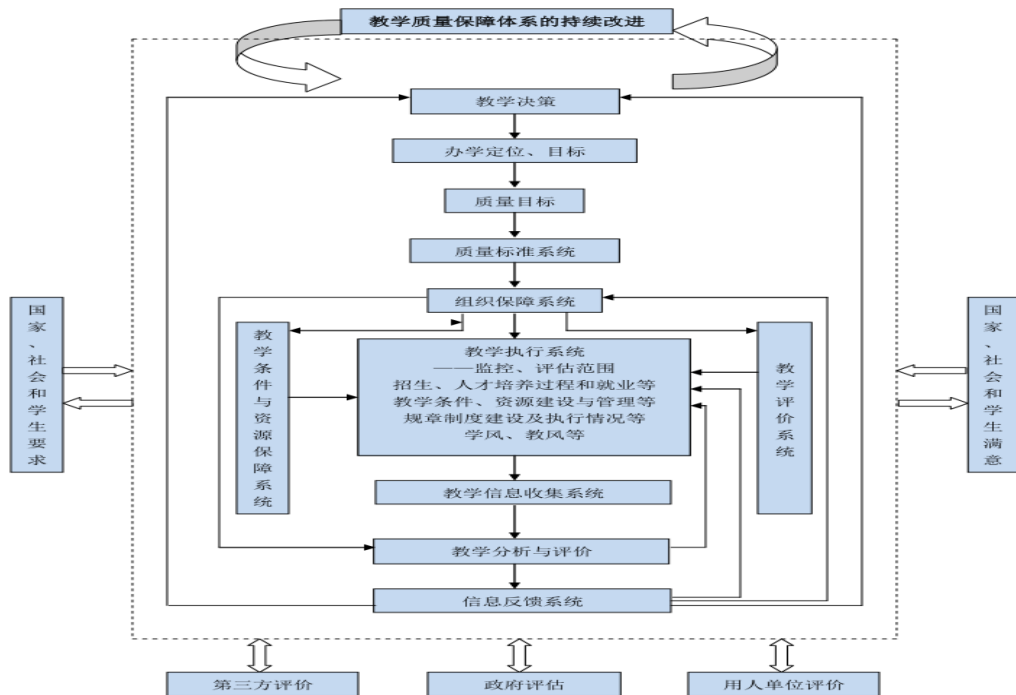 教学质量保障体系的持续改进
教学决策
办学定位、目标
质量目标
质量标准系统
组织保障系统
国家、社会和学生要求
教学条件与资源保障系统
教学执行系统
——监控、评估范围
招生、人才培养过程和就业等
教学条件、资源建设与管理等
规章制度建设及执行情况等
学风、教风等
教学评价系统
国家、社会和学生满意
教学信息收集系统
教学分析与评价
信息反馈系统
第三方评价
政府评估
用人单位评价